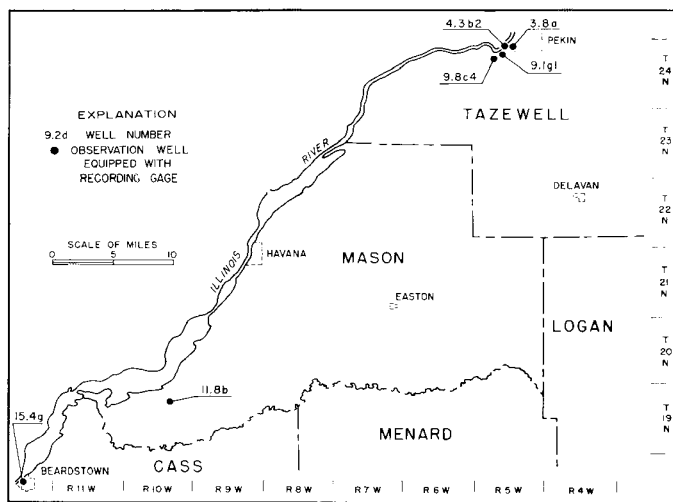 4.3b2
3.8a
PEKIN
9.8c4
9.1g1
T
24
N
EXPLANATION
9.2d WELL NUMBER
OBSERVATION WELL
EQUIPPED WITH
RECORDING GAGE
TAZEWELL
T
23
N
RIVER
DELAVAN
T
22
N
SCALE OF MILES
0 5 10
HAVANA
MASON
ILLINOIS
T
21
N
EASTON
LOGAN
T
20
N
11.8b
15.4g
T
19
N
MENARD
CASS
BEARDSTOWN
R11W R10W R9W R8W R7W R6W R5W R4W